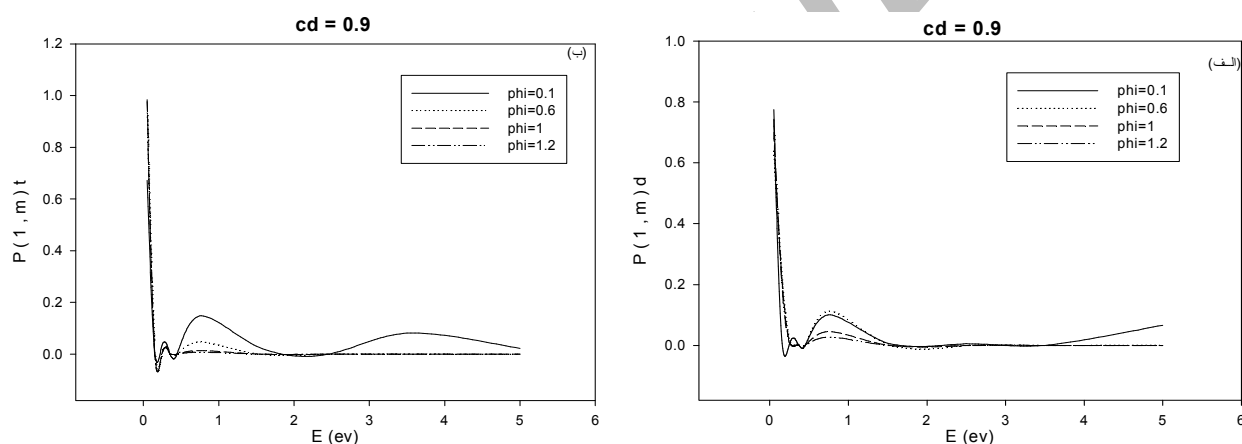 cd = 0.9
(ب)
1.2
1.0
0.8
0.6
0.4
0.2
0.0
P ( 1 , m ) t
phi=0.1
phi=0.6
phi=1
phi=1.2
0 1 2 3 4 5 6
E (ev)
cd = 0.9
(الف)
1.0
0.8
0.6
0.4
0.2
0.0
P ( 1 , m ) d
phi=0.1
phi=0.6
phi=1
phi=1.2
0 1 2 3 4 5 6
E (ev)